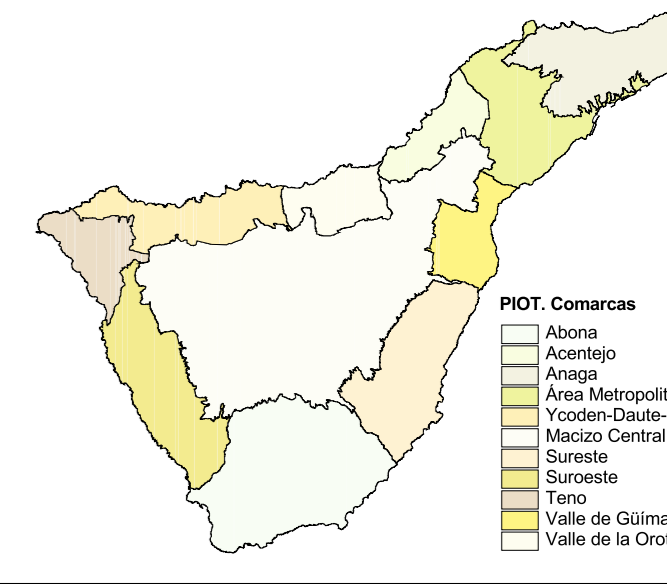 PIOT. Comarcas
Abona
Acentejo
Anaga
Área Metropolit
Ycoden-Daute-
Macizo Central
Sureste
Suroeste
Teno
Valle de Güíma
Valle de la Orot